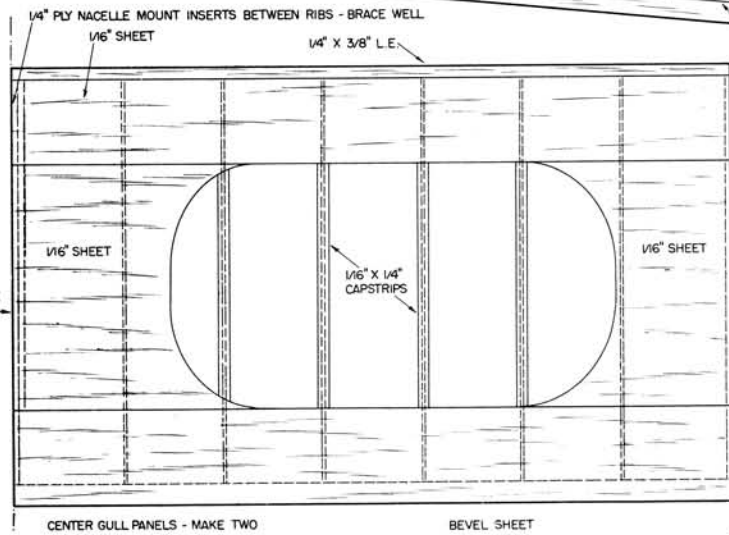 1/4" PLY NACELLE MOUNT INSERTS BETWEEN RIBS - BRACE WELL
1/16" SHEET
1/4" X 3/8" L.E.
1/16" SHEET
1/16" X 1/4"
CAPSTRIPS
1/16" SHEET
CENTER GULL PANELS - MAKE TWO
BEVEL SHEET